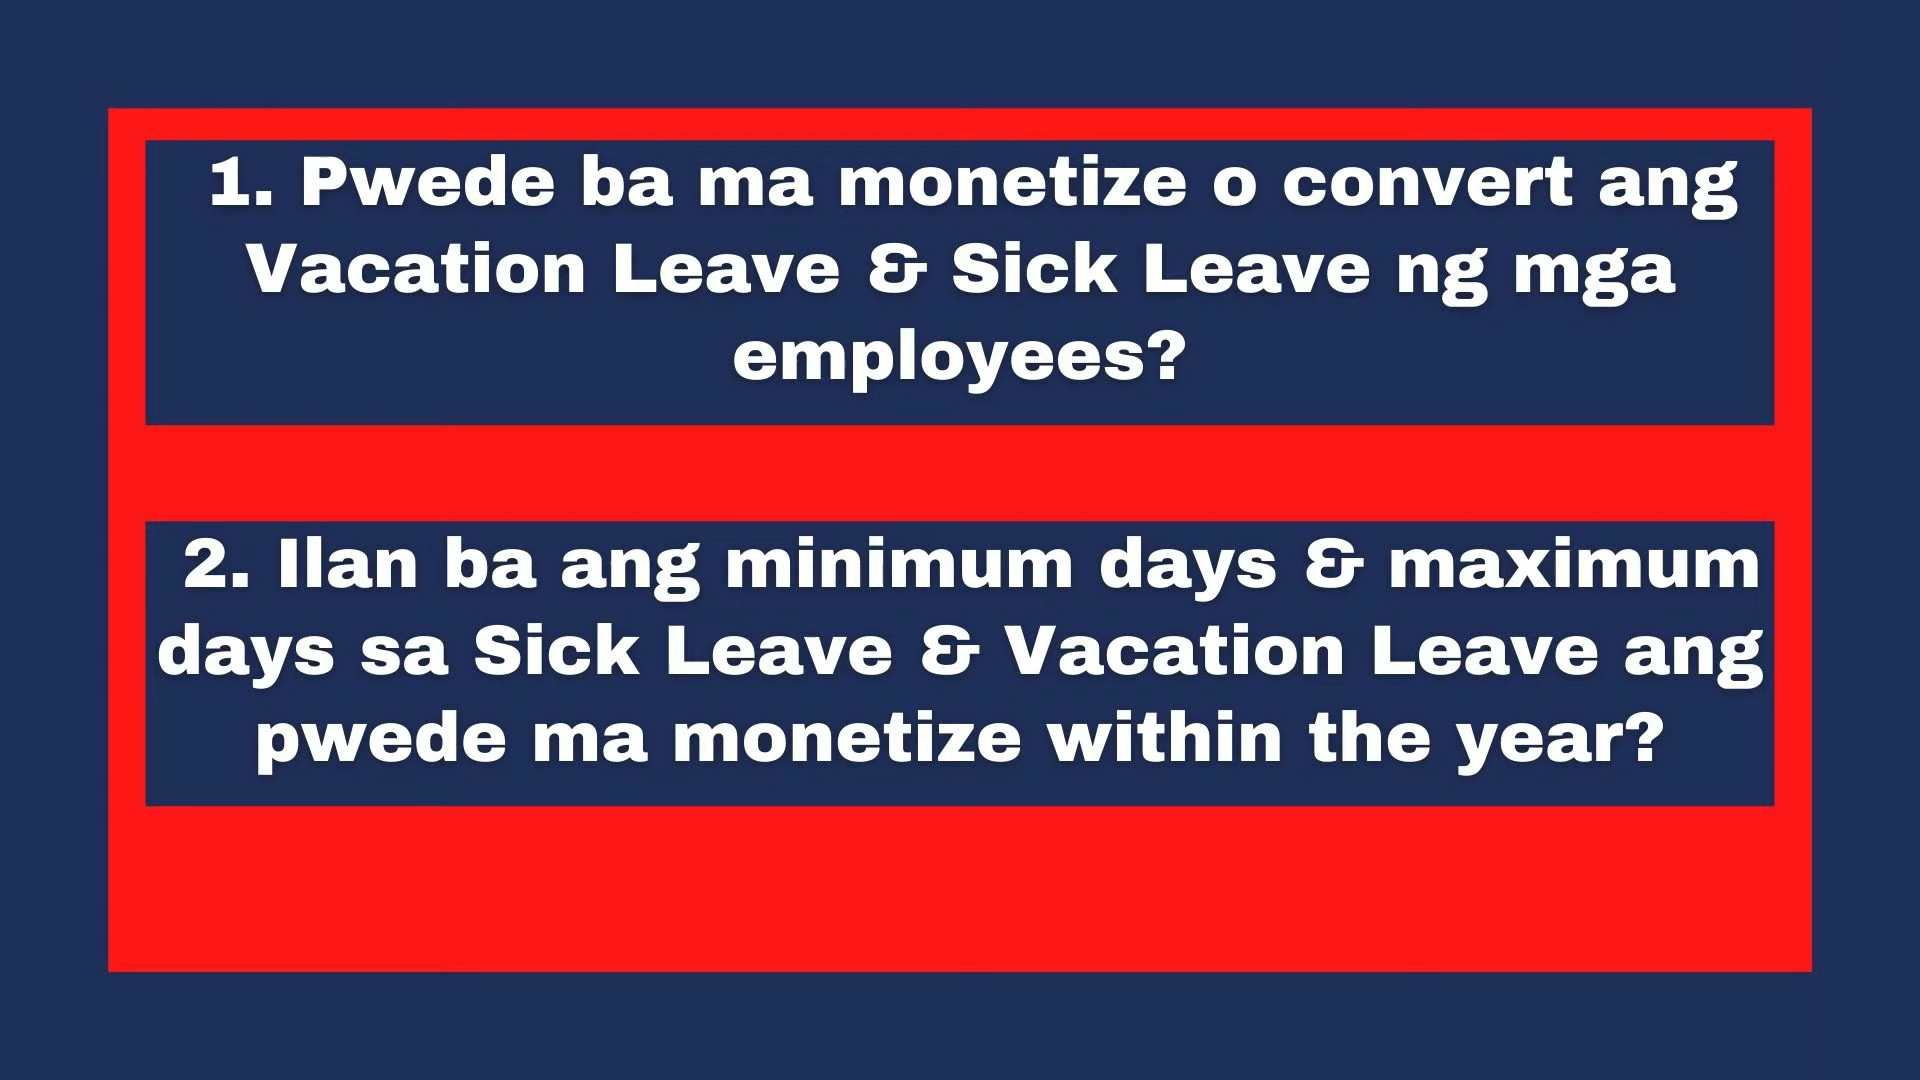 1. Pwede ba ma monetize o convert ang
Vacation Leave & Sick Leave ng mga
employees?
2. Ilan ba ang minimum days & maximum
days sa Sick Leave & Vacation Leave ang
pwede ma monetize within the year?